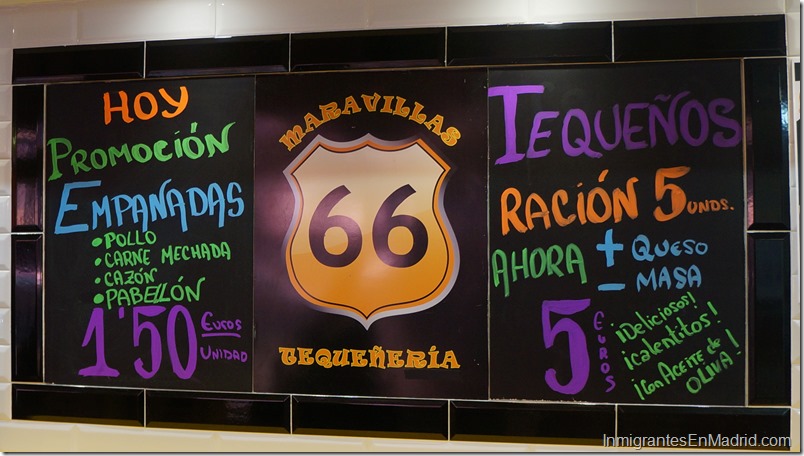 HOY
PROMOCIÓN
EMPANADAS
• POLLO
• CARNE MECHADA
• CAZÓN
• PABELLÓN
1'50 Euros
UNIDAD
MARAVILLAS
66
TEQUEÑERÍA
TEQUEÑOS
RACIÓN 5 UNDS.
AHORA + QUESO
- MASA
5 EUROS
¡Deliciosos!
¡calentitos!
¡Con ACEITE de
OLIVA!
InmigrantesEnMadrid.com